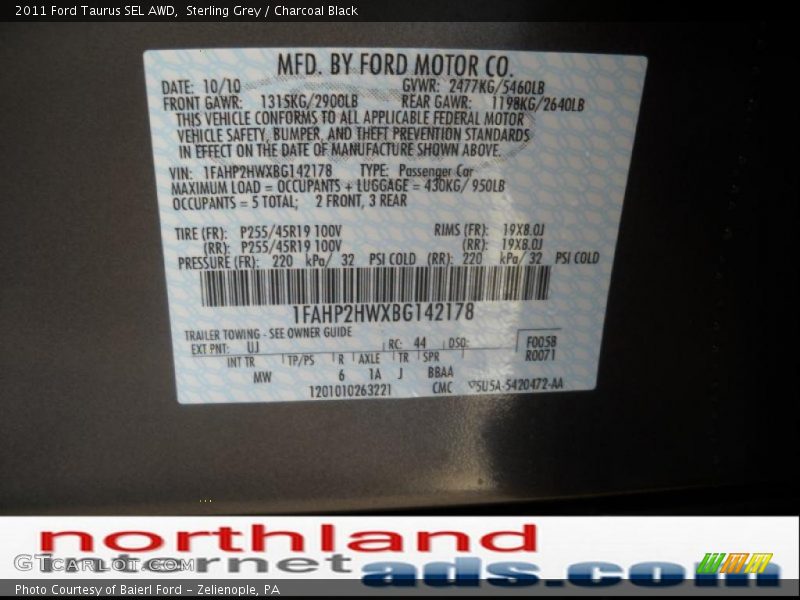 2011 Ford Taurus SEL AWD,  Sterling Grey / Charcoal Black
MFD. BY FORD MOTOR CO.
DATE: 10/10 GVWR: 2477KG/5460LB
FRONT GAWR: 1315KG/2900LB REAR GAWR: 1198KG/2640LB
THIS VEHICLE CONFORMS TO ALL APPLICABLE FEDERAL MOTOR
VEHICLE SAFETY, BUMPER, AND THEFT PREVENTION STANDARDS
IN EFFECT ON THE DATE OF MANUFACTURE SHOWN ABOVE.
VIN: 1FAHP2HWXBG142178 TYPE: Passenger Car
MAXIMUM LOAD = OCCUPANTS + LUGGAGE = 430KG/ 950LB
OCCUPANTS = 5 TOTAL; 2 FRONT, 3 REAR
TIRE (FR): P255/45R19 100V RIMS (FR): 19X8.0J
(RR): P255/45R19 100V (RR): 19X8.0J
PRESSURE (FR): 220 kPa/ 32 PSI COLD (RR): 220 kPa/ 32 PSI COLD
1FAHP2HWXBG142178
TRAILER TOWING - SEE OWNER GUIDE
EXT PNT: UJ RC: 44 DSO: F0058
R0071
INT TR TP/PS R AXLE TR SPR
MW 6 1A J BBAA
1201010263221 CMC 5U5A-5420472-AA
northland
internet
ads.com
GTCARLOT.COM
Photo Courtesy of Baierl Ford - Zelienople, PA